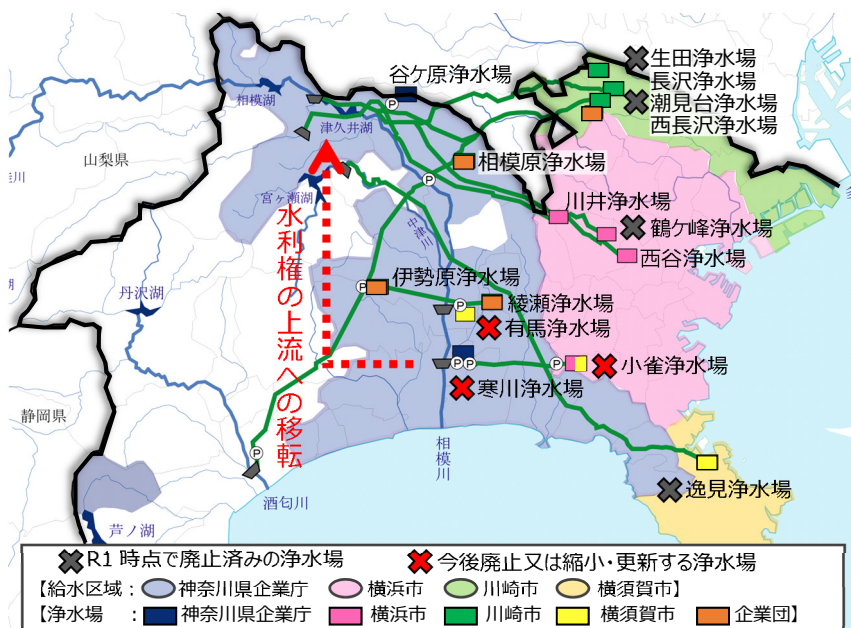 生田浄水場
長沢浄水場
潮見台浄水場
西長沢浄水場
谷ケ原浄水場
相模湖
津久井湖
山梨県
相模原浄水場
宮ヶ瀬湖
川井浄水場
鶴ケ峰浄水場
西谷浄水場
中津川
水利権の上流への移転
丹沢湖
伊勢原浄水場
綾瀬浄水場
有馬浄水場
小雀浄水場
寒川浄水場
静岡県
相模川
酒匂川
逸見浄水場
芦ノ湖
P
P
P
P
P
P
P
P
R1時点で廃止済みの浄水場 今後廃止又は縮小・更新する浄水場
【給水区域: 神奈川県企業庁 横浜市 川崎市 横須賀市】
【浄水場 : 神奈川県企業庁 横浜市 川崎市 横須賀市 企業団】